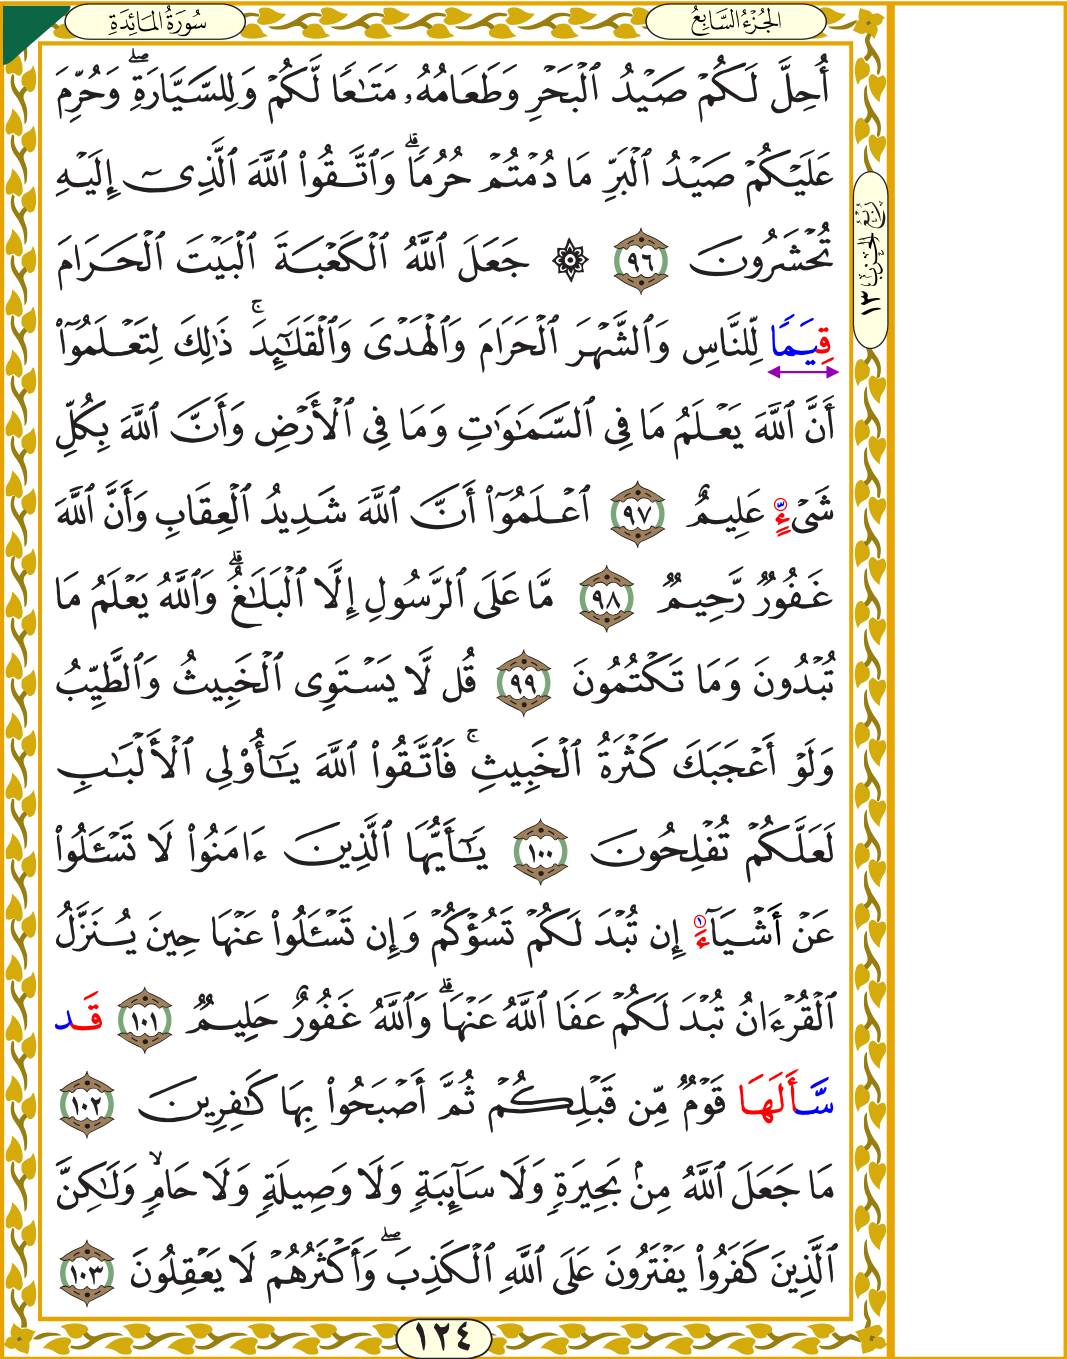 سُورَةُ المَائِدَةِ
الجُزْءُ السَّابِعُ
أُحِلَّ لَكُمۡ صَيۡدُ ٱلۡبَحۡرِ وَطَعَامُهُۥ مَتَٰعٗا لَّكُمۡ وَلِلسَّيَّارَةِۖ وَحُرِّمَ
عَلَيۡكُمۡ صَيۡدُ ٱلۡبَرِّ مَا دُمۡتُمۡ حُرُمٗاۗ وَٱتَّقُواْ ٱللَّهَ ٱلَّذِيٓ إِلَيۡهِ
تُحۡشَرُونَ ٩٦ ۞ جَعَلَ ٱللَّهُ ٱلۡكَعۡبَةَ ٱلۡبَيۡتَ ٱلۡحَرَامَ
قِيَمٗا لِّلنَّاسِ وَٱلشَّهۡرَ ٱلۡحَرَامَ وَٱلۡهَدۡيَ وَٱلۡقَلَٰٓئِدَۚ ذَٰلِكَ لِتَعۡلَمُوٓاْ
أَنَّ ٱللَّهَ يَعۡلَمُ مَا فِي ٱلسَّمَٰوَٰتِ وَمَا فِي ٱلۡأَرۡضِ وَأَنَّ ٱللَّهَ بِكُلِّ
شَيۡءٍ عَلِيمٌ ٩٧ ٱعۡلَمُوٓاْ أَنَّ ٱللَّهَ شَدِيدُ ٱلۡعِقَابِ وَأَنَّ ٱللَّهَ
غَفُورٞ رَّحِيمٞ ٩٨ مَّا عَلَى ٱلرَّسُولِ إِلَّا ٱلۡبَلَٰغُۗ وَٱللَّهُ يَعۡلَمُ مَا
تُبۡدُونَ وَمَا تَكۡتُمُونَ ٩٩ قُل لَّا يَسۡتَوِي ٱلۡخَبِيثُ وَٱلطَّيِّبُ
وَلَوۡ أَعۡجَبَكَ كَثۡرَةُ ٱلۡخَبِيثِۚ فَٱتَّقُواْ ٱللَّهَ يَٰٓأُوْلِي ٱلۡأَلۡبَٰبِ
لَعَلَّكُمۡ تُفۡلِحُونَ ١٠٠ يَٰٓأَيُّهَا ٱلَّذِينَ ءَامَنُواْ لَا تَسۡـَٔلُواْ
عَنۡ أَشۡيَآءَ إِن تُبۡدَ لَكُمۡ تَسُؤۡكُمۡ وَإِن تَسۡـَٔلُواْ عَنۡهَا حِينَ يُنَزَّلُ
ٱلۡقُرۡءَانُ تُبۡدَ لَكُمۡ عَفَا ٱللَّهُ عَنۡهَاۗ وَٱللَّهُ غَفُورٌ حَلِيمٞ ١٠١ قَد
سَّأَلَهَا قَوۡمٞ مِّن قَبۡلِكُمۡ ثُمَّ أَصۡبَحُواْ بِهَا كَٰفِرِينَ ١٠٢
مَا جَعَلَ ٱللَّهُ مِنۢ بَحِيرَةٖ وَلَا سَآئِبَةٖ وَلَا وَصِيلَةٖ وَلَا حَامٖ وَلَٰكِنَّ
ٱلَّذِينَ كَفَرُواْ يَفۡتَرُونَ عَلَى ٱللَّهِ ٱلۡكَذِبَۖ وَأَكۡثَرُهُمۡ لَا يَعۡقِلُونَ ١٠٣
رُبْعُ الحِزْبِ ١٣
١٢٤